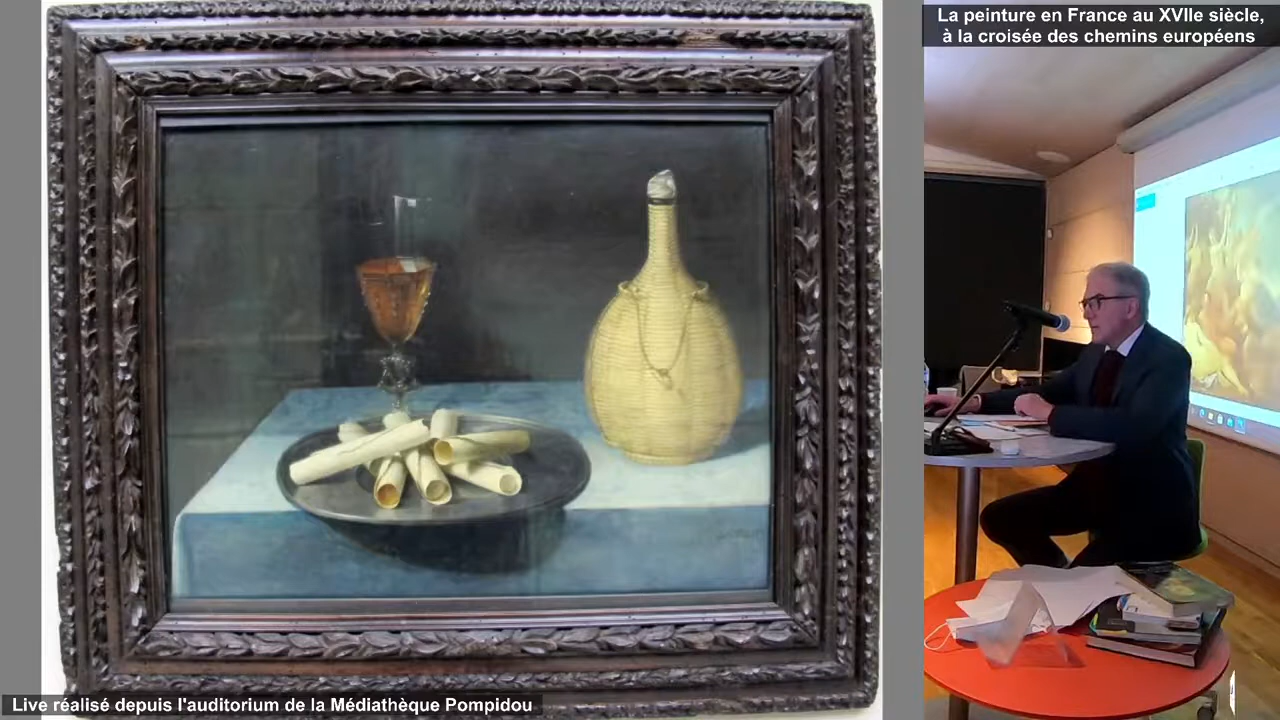 La peinture en France au XVIIe siècle,
à la croisée des chemins européens
Live réalisé depuis l'auditorium de la Médiathèque Pompidou